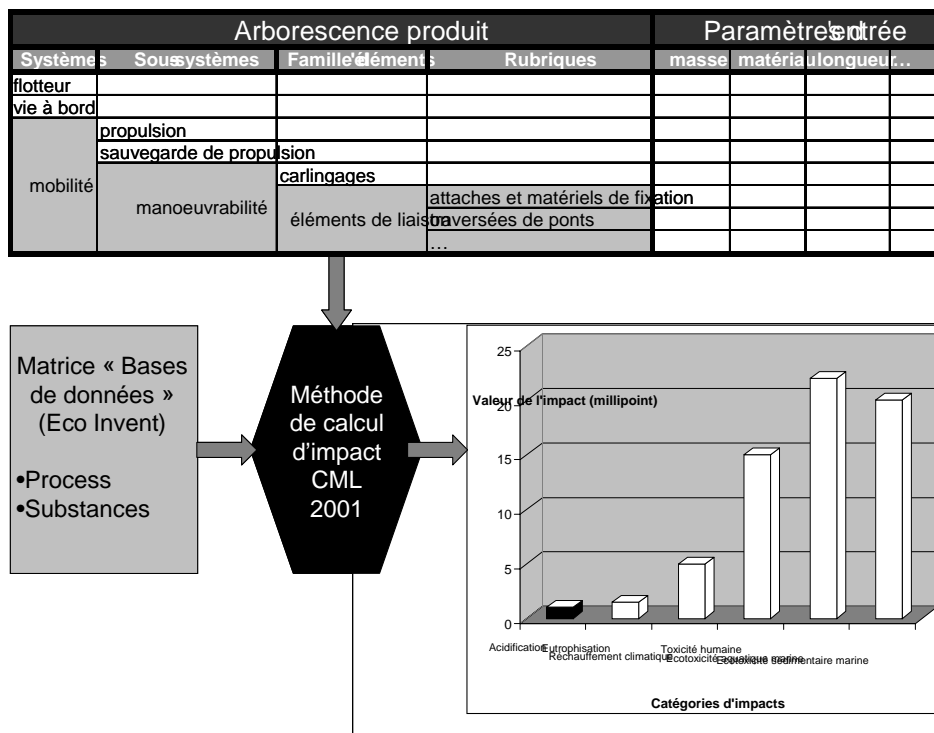 Arborescence produit Paramètres d'entrée
Systèmes Sous-systèmes Famille d'éléments Rubriques masse matériau longueur …
flotteur
vie à bord
propulsion
sauvegarde de propulsion
mobilité
carlingages
manoeuvrabilité
attaches et matériels de fixation
éléments de liaison
traversées de ponts
…
Matrice « Bases
de données »
(Eco Invent)
•Process
•Substances
Méthode
de calcul
d'impact
CML
2001
25
Valeur de l'impact (millipoint)
20
15
10
5
0
Acidification
Eutrophisation
Réchauffement climatique
Toxicité humaine
Ecotoxicité aquatique marine
Ecotoxicité sédimentaire marine
Catégories d'impacts